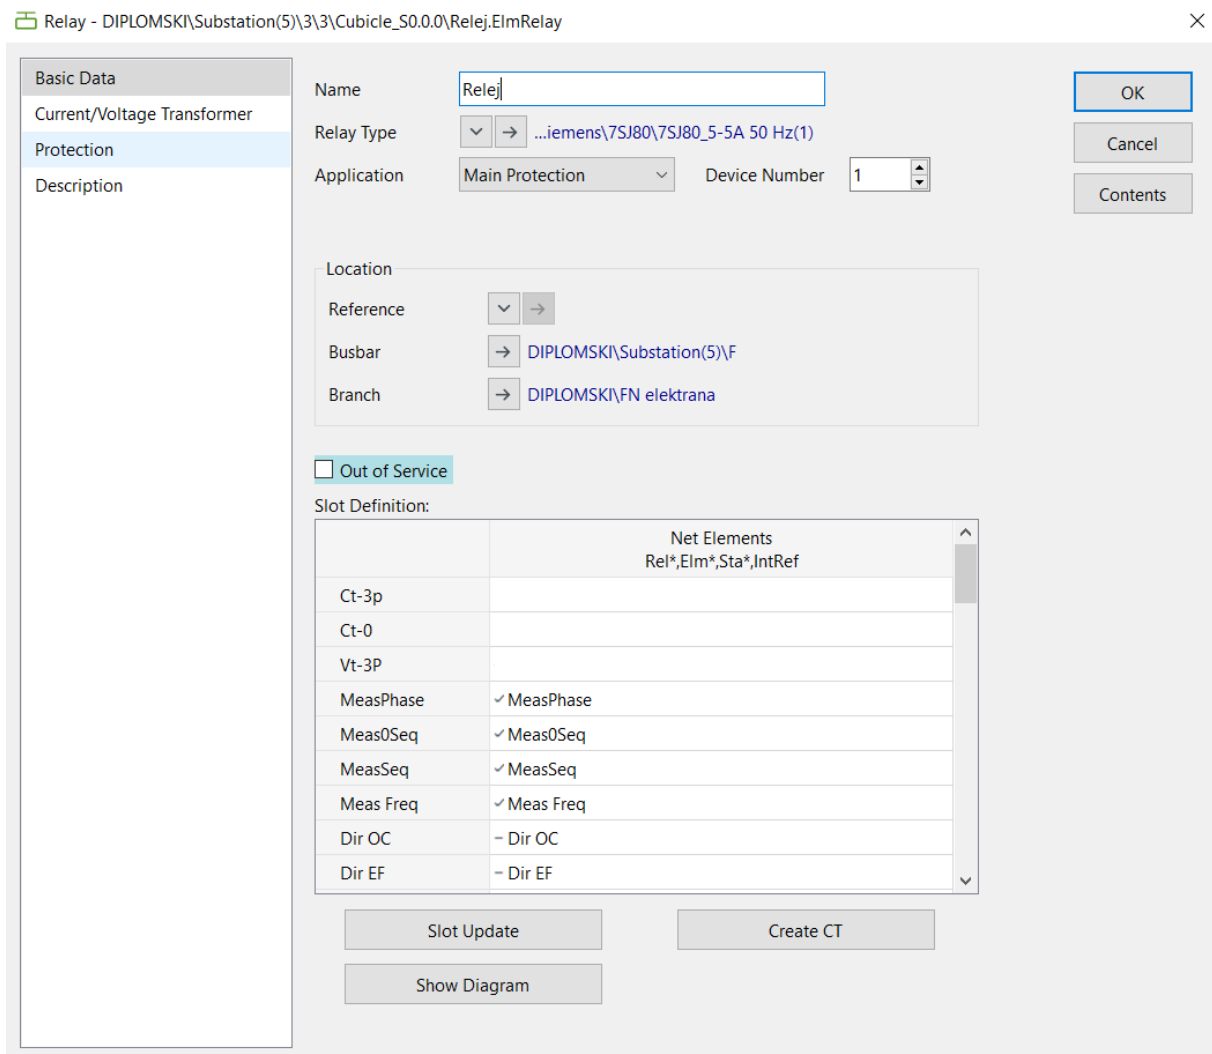 Relay - DIPLOMSKI\Substation(5)\3\3\Cubicle_S0.0.0\Relej.ElmRelay
Basic Data
Current/Voltage Transformer
Protection
Description
Name Relej
Relay Type ...iemens\7SJ80\7SJ80_5-5A 50 Hz(1)
Application Main Protection Device Number 1
OK
Cancel
Contents
Location
Reference
Busbar DIPLOMSKI\Substation(5)\F
Branch DIPLOMSKI\FN elektrana
Out of Service
Slot Definition:
Net Elements
Rel*,Elm*,Sta*,IntRef
Ct-3p
Ct-0
Vt-3P
MeasPhase MeasPhase
Meas0Seq Meas0Seq
MeasSeq MeasSeq
Meas Freq Meas Freq
Dir OC Dir OC
Dir EF Dir EF
Slot Update Create CT
Show Diagram